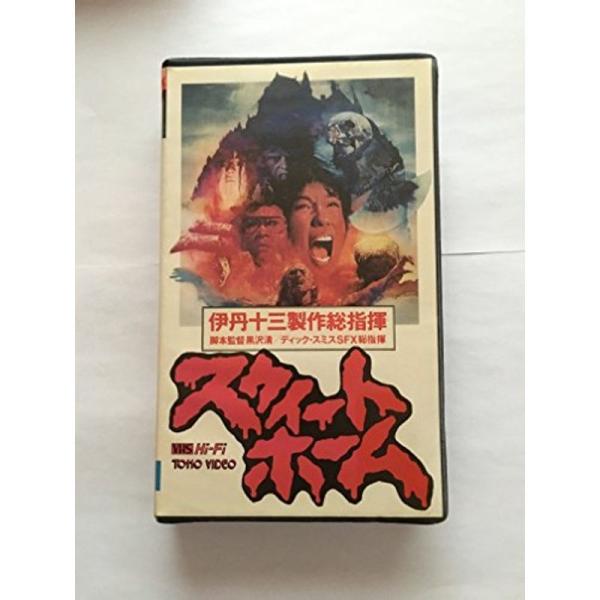 伊丹十三製作総指揮
脚本監督黒沢清/ディック・スミスSFX総指揮
スウィート
ホーム
VHS Hi-Fi
TOHO VIDEO